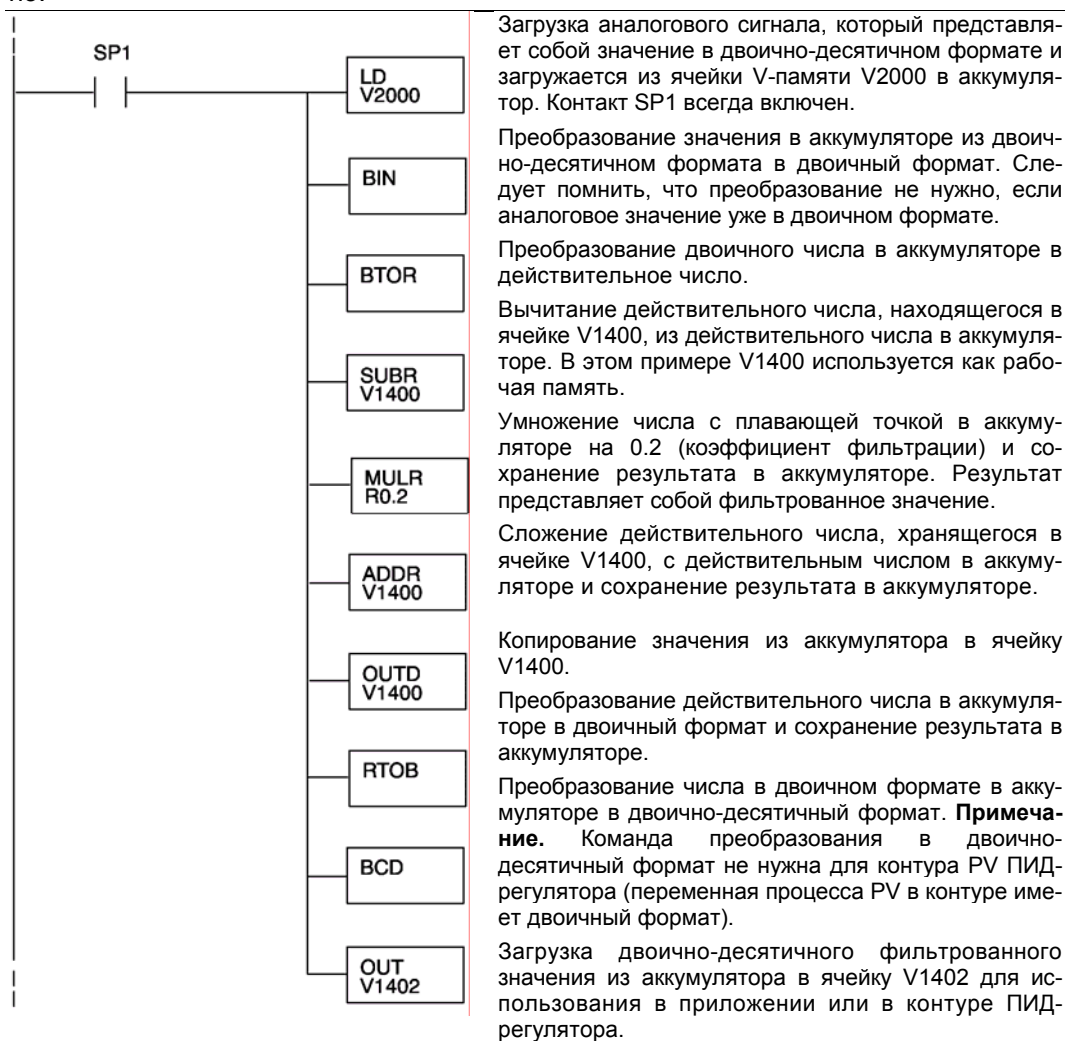 SP1
LD
V2000
BIN
BTOR
SUBR
V1400
MULR
R0.2
ADDR
V1400
OUTD
V1400
RTOB
BCD
OUT
V1402
Загрузка аналогового сигнала, который представля-
ет собой значение в двоично-десятичном формате и
загружается из ячейки V-памяти V2000 в аккумуля-
тор. Контакт SP1 всегда включен.
Преобразование значения в аккумуляторе из двоич-
но-десятичном формата в двоичный формат. Сле-
дует помнить, что преобразование не нужно, если
аналоговое значение уже в двоичном формате.
Преобразование двоичного числа в аккумуляторе в
действительное число.
Вычитание действительного числа, находящегося в
ячейке V1400, из действительного числа в аккумуля-
торе. В этом примере V1400 используется как рабо-
чая память.
Умножение числа с плавающей точкой в аккуму-
ляторе на 0.2 (коэффициент фильтрации) и со-
хранение результата в аккумуляторе. Результат
представляет собой фильтрованное значение.
Сложение действительного числа, хранящегося в
ячейке V1400, с действительным числом в аккуму-
ляторе и сохранение результата в аккумуляторе.
Копирование значения из аккумулятора в ячейку
V1400.
Преобразование действительного числа в аккумуля-
торе в двоичный формат и сохранение результата в
аккумуляторе.
Преобразование числа в двоичном формате в акку-
муляторе в двоично-десятичный формат. Примеча-
ние. Команда преобразования в двоично-
десятичный формат не нужна для контура PV ПИД-
регулятора (переменная процесса PV в контуре име-
ет двоичный формат).
Загрузка двоично-десятичного фильтрованного
значения из аккумулятора в ячейку V1402 для ис-
пользования в приложении или в контуре ПИД-
регулятора.